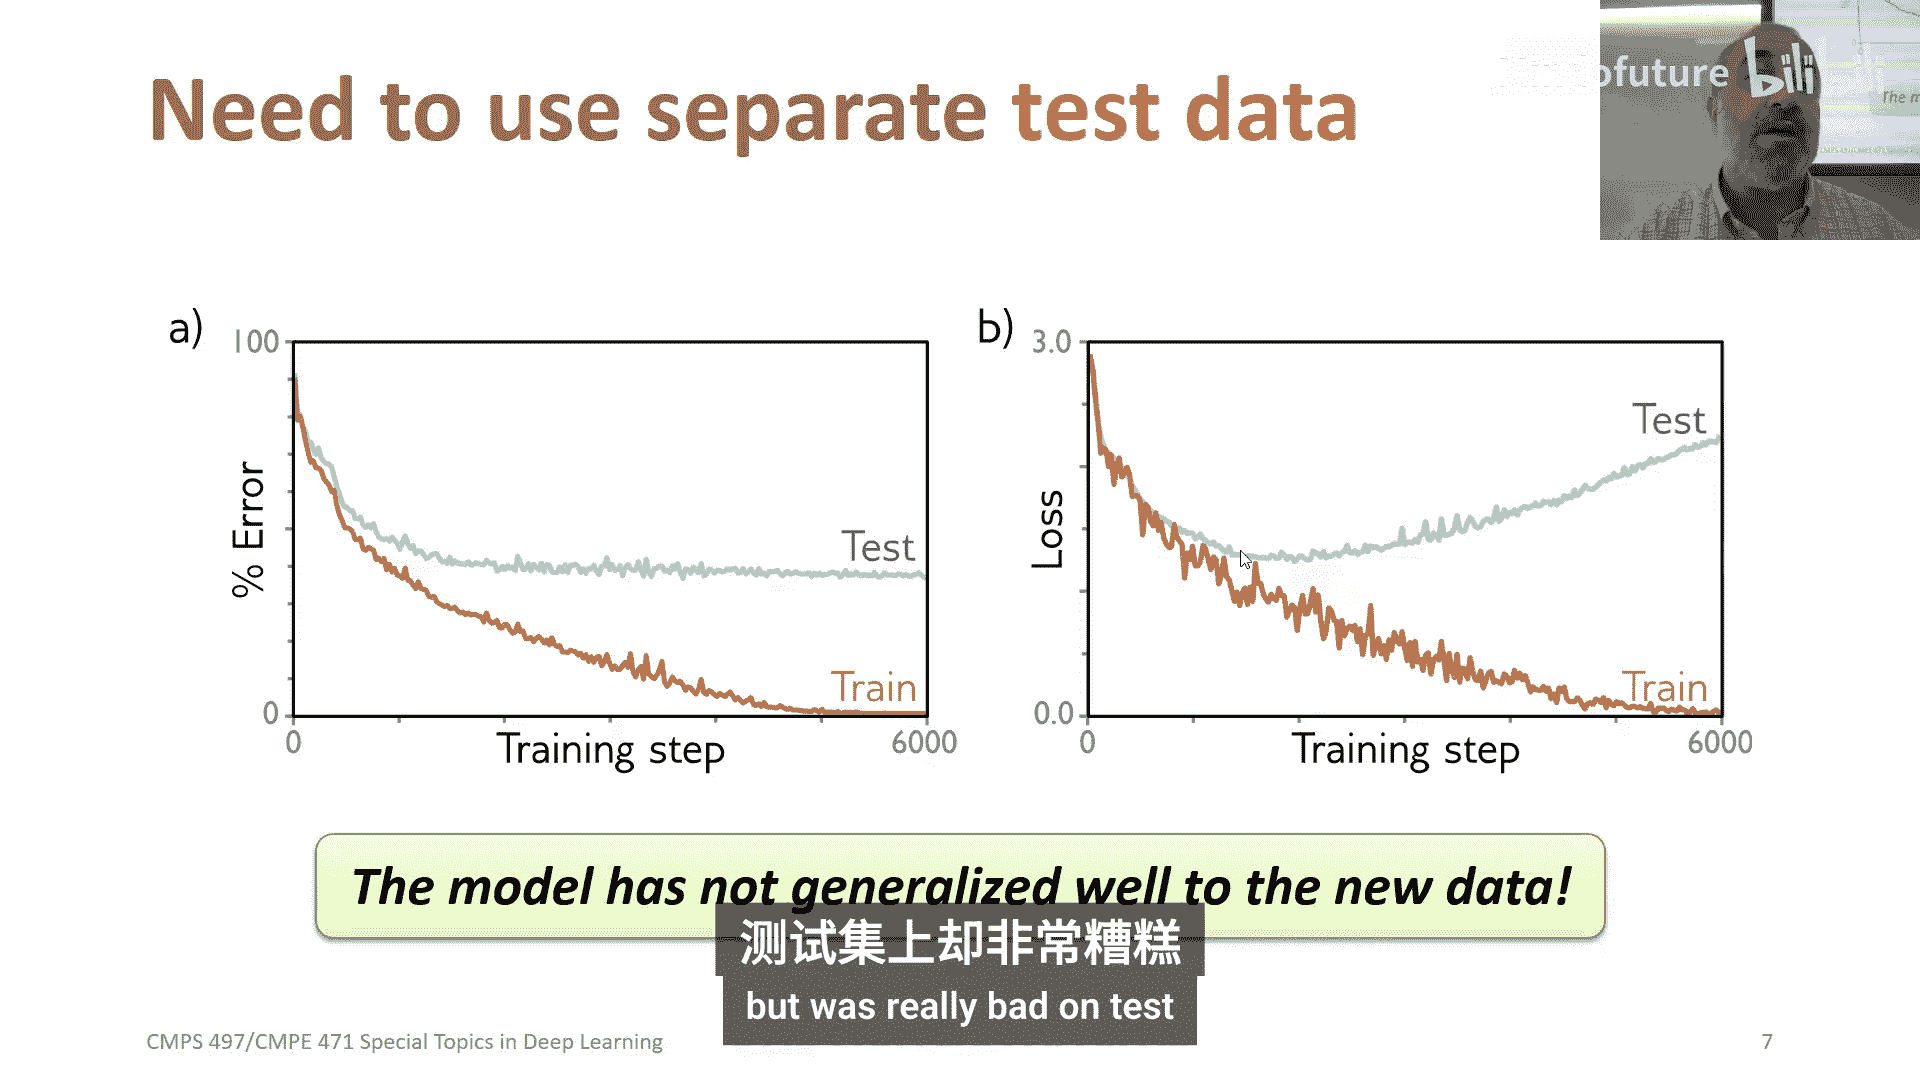 Need to use separate test data
ofuture bili
The m
a)
100
% Error
Test
Train
0
0
Training step
6000
b)
3.0
Loss
Test
Train
0.0
0
Training step
6000
The model has not generalized well to the new data!
测试集上却非常糟糕
but was really bad on test
CMPS 497/CMPE 471 Special Topics in Deep Learning
7